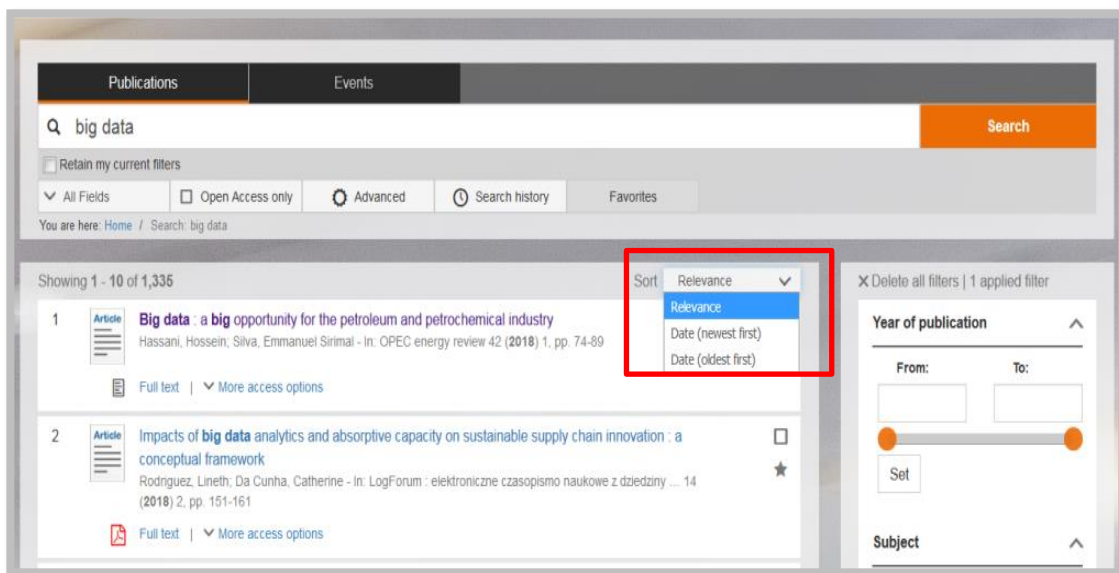 Publications Events
big data Search
Retain my current filters
All Fields Open Access only Advanced Search history Favorites
You are here: Home / Search: big data
Showing 1 - 10 of 1,335 Sort Relevance
Relevance
Date (newest first)
Date (oldest first)
1 Article Big data : a big opportunity for the petroleum and petrochemical industry
Hassani, Hossein; Silva, Emmanuel Sirimal - In: OPEC energy review 42 (2018) 1, pp. 74-89
Full text | More access options
2 Article Impacts of big data analytics and absorptive capacity on sustainable supply chain innovation : a
conceptual framework
Rodriguez, Lineth; Da Cunha, Catherine - In: LogForum : elektroniczne czasopismo naukowe z dziedziny ... 14
(2018) 2, pp. 151-161
Full text | More access options
X Delete all filters | 1 applied filter
Year of publication
From: To:
Set
Subject